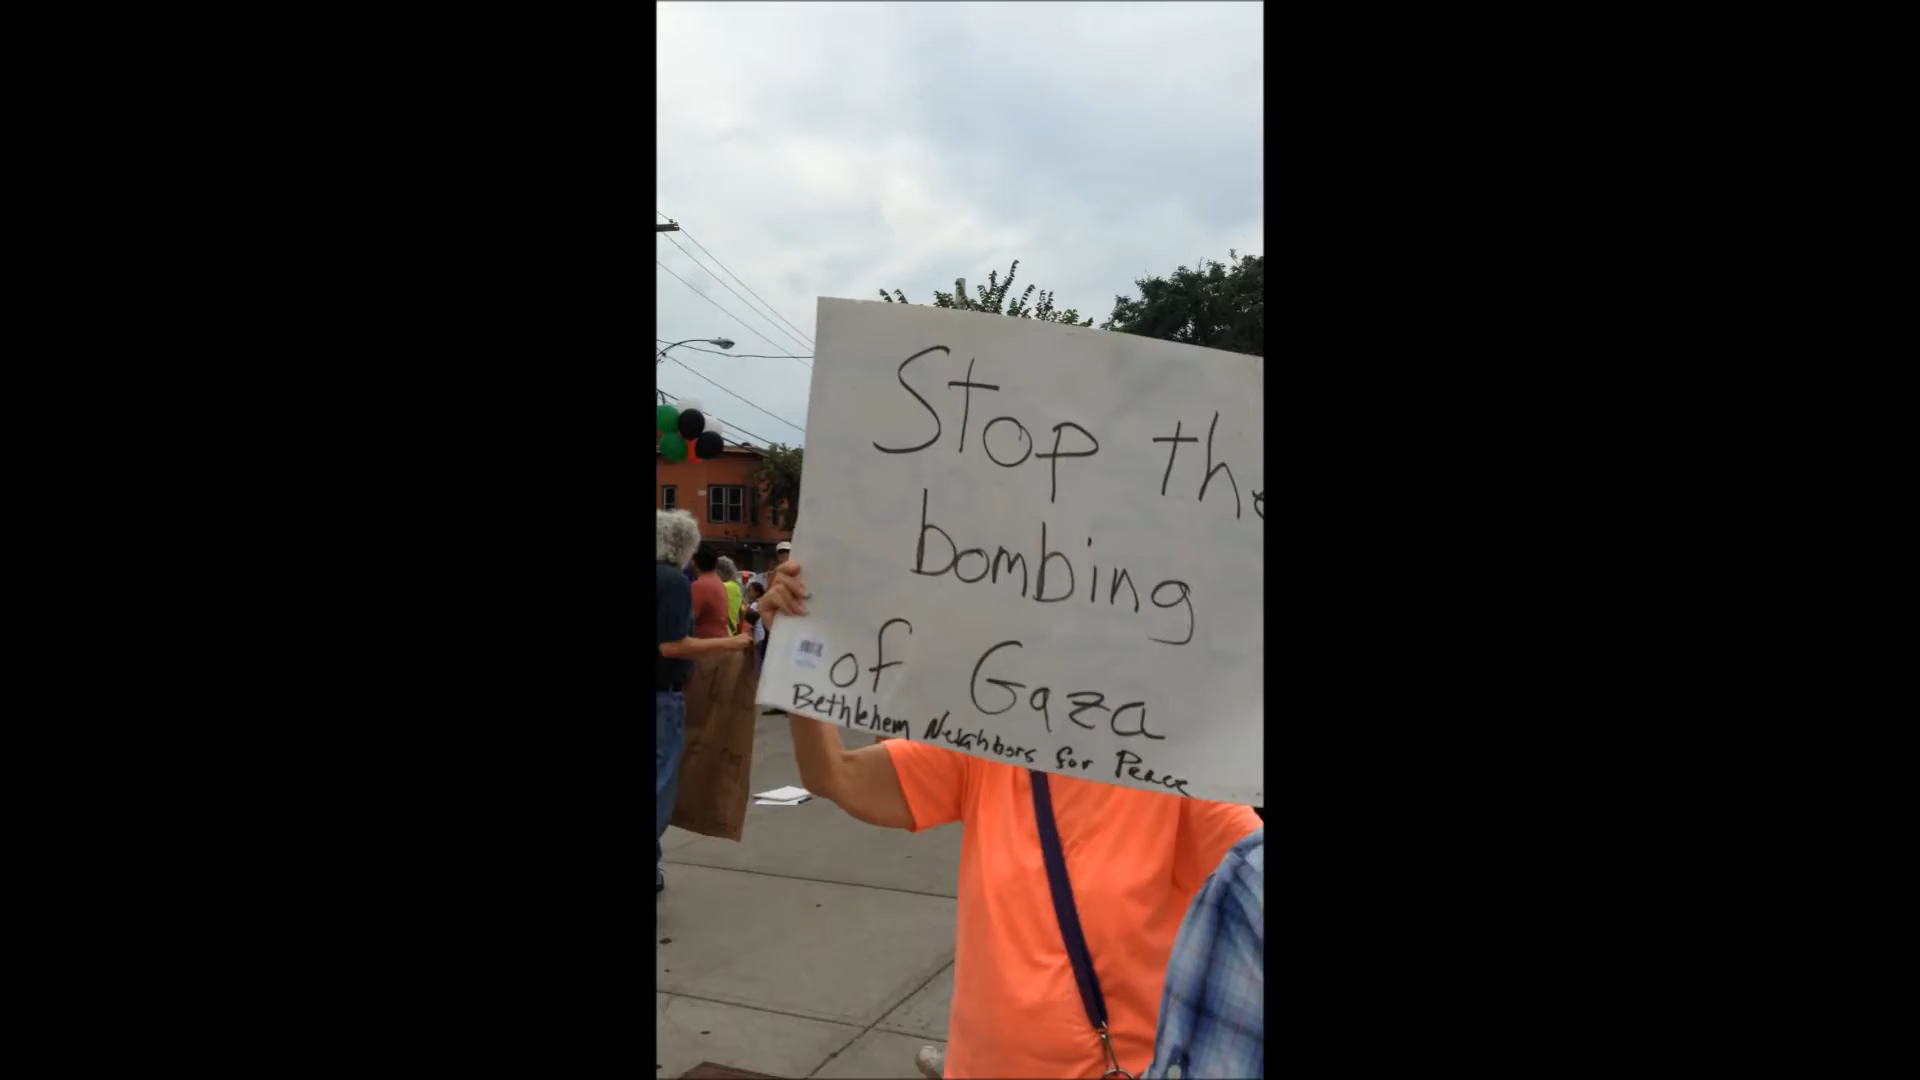 Stop the
bombing
of Gaza
Bethlehem Neighbors for Peace